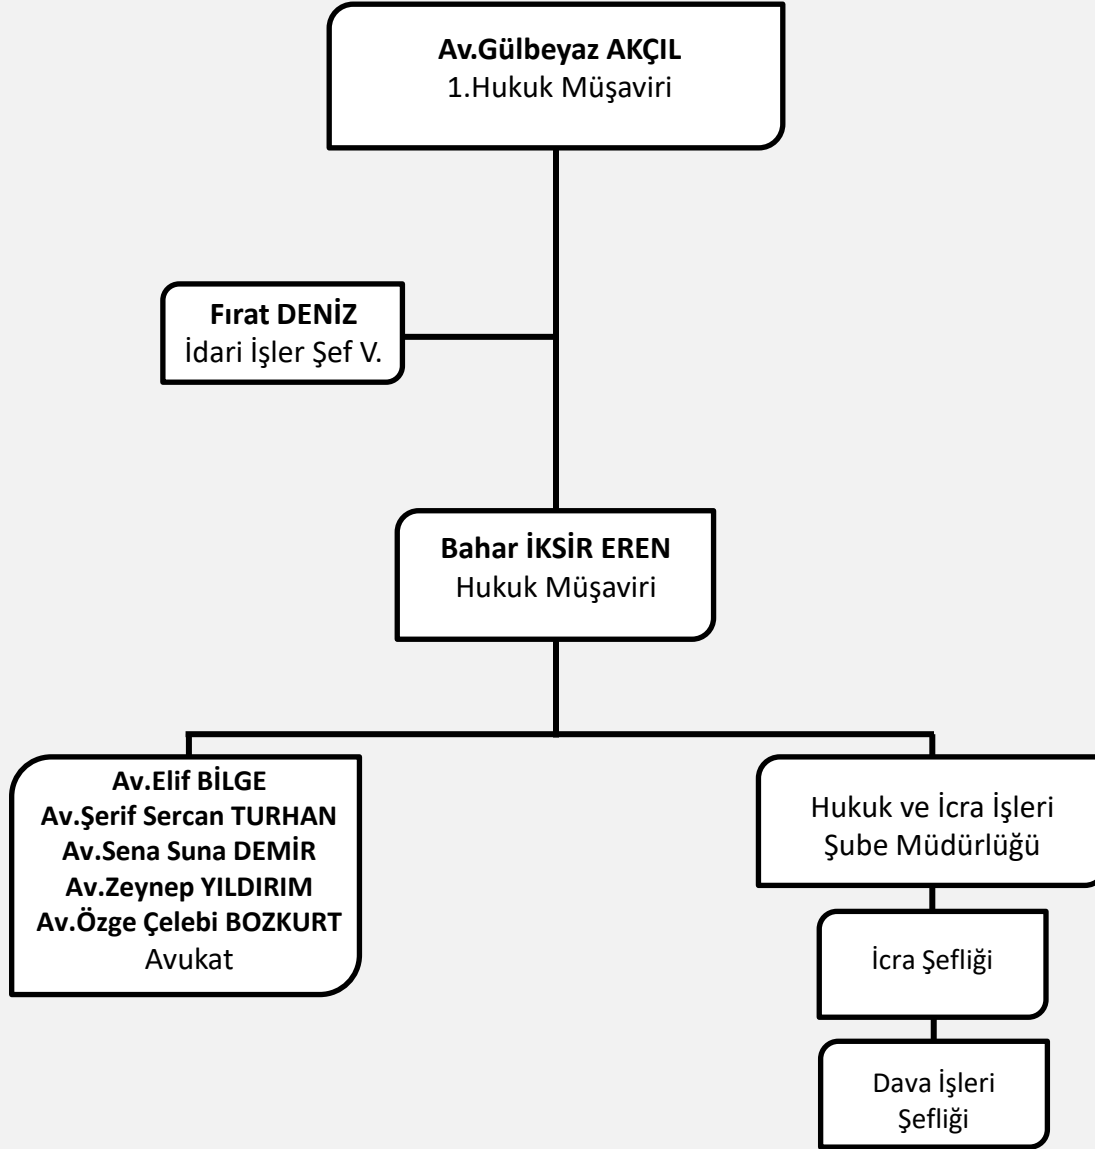 Av.Gülbeyaz AKÇIL
1.Hukuk Müşaviri
Fırat DENİZ
İdari İşler Şef V.
Bahar İKSİR EREN
Hukuk Müşaviri
Av.Elif BİLGE
Av.Şerif Sercan TURHAN
Av.Sena Suna DEMİR
Av.Zeynep YILDIRIM
Av.Özge Çelebi BOZKURT
Avukat
Hukuk ve İcra İşleri
Şube Müdürlüğü
İcra Şefliği
Dava İşleri
Şefliği